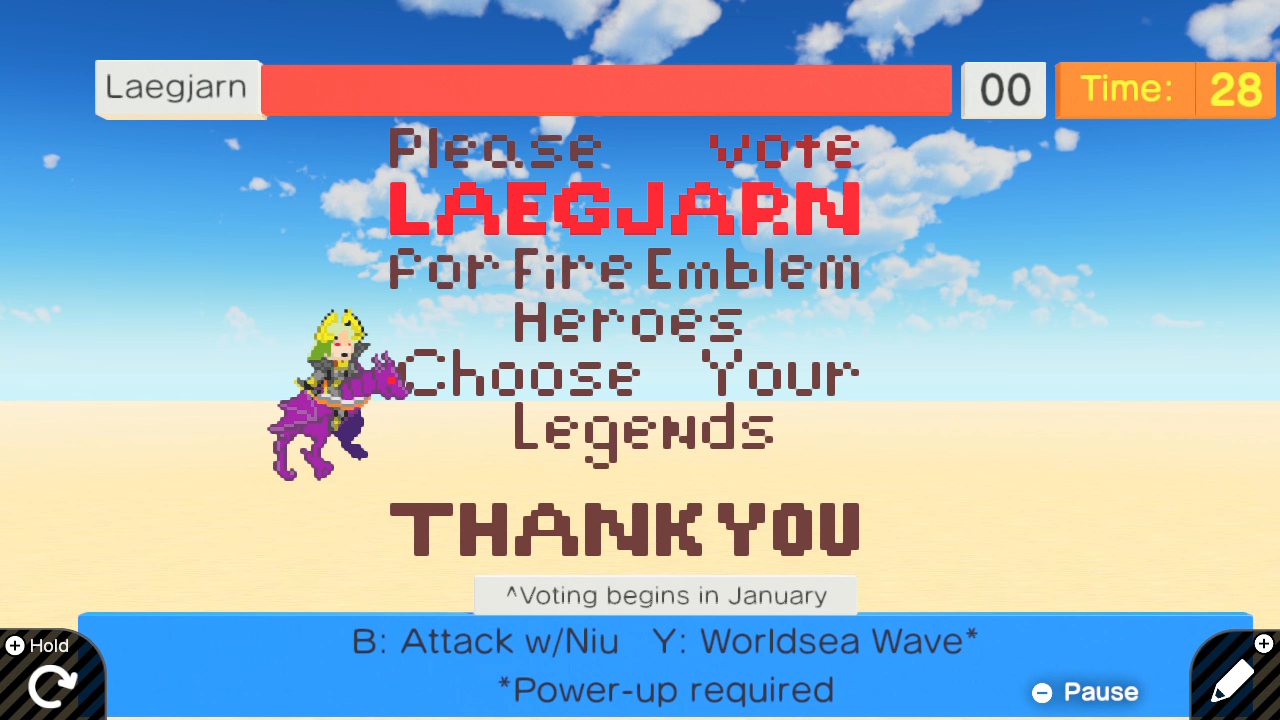 Laegjarn
00
Time: 28
Please vote
LAEGJARN
for Fire Emblem
Heroes
Choose Your
Legends
THANK YOU
^Voting begins in January
B: Attack w/Niu Y: Worldsea Wave*
*Power-up required
Hold
Pause